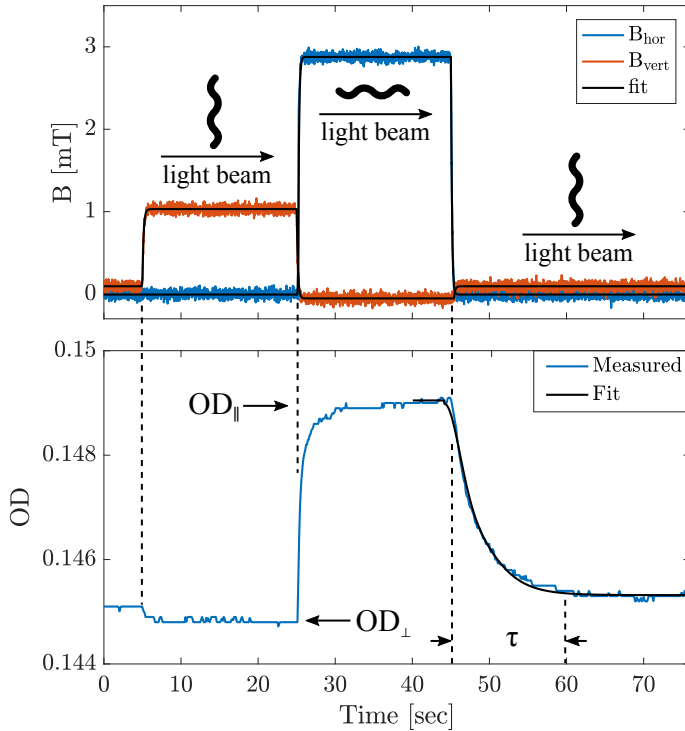 3
2
1
0
B [mT]
B_hor
B_vert
fit
light beam
light beam
light beam
0.15
0.148
0.146
0.144
OD
Measured
Fit
OD_∥
OD_⊥
τ
0 10 20 30 40 50 60 70
Time [sec]